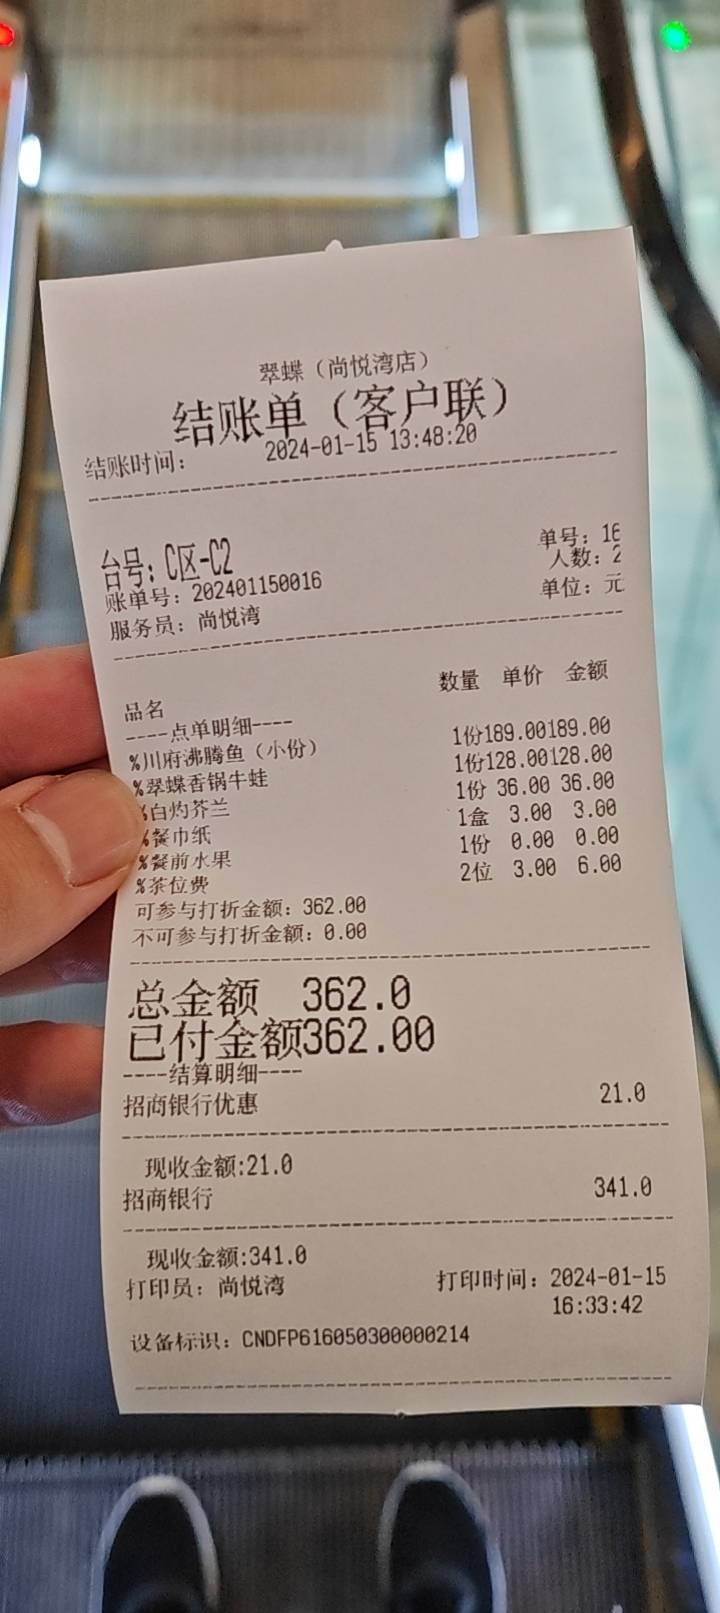 翠蝶（尚悦湾店）
结账单（客户联）
结账时间： 2024-01-15 13:48:20
台号：C区-C2 单号：16
账单号：202401150016 人数：2
服务员：尚悦湾 单位：元
品名 数量 单价 金额
----点单明细----
%川府沸腾鱼（小份） 1份189.00189.00
%翠蝶香锅牛蛙 1份128.00128.00
%白灼芥兰 1份 36.00 36.00
%餐巾纸 1盒 3.00 3.00
%餐前水果 1份 0.00 0.00
%茶位费 2位 3.00 6.00
可参与打折金额：362.00
不可参与打折金额：0.00
总金额 362.0
已付金额362.00
----结算明细----
招商银行优惠 21.0
现收金额:21.0
招商银行 341.0
现收金额:341.0
打印员：尚悦湾 打印时间：2024-01-15
16:33:42
设备标识：CNDFP616050300000214